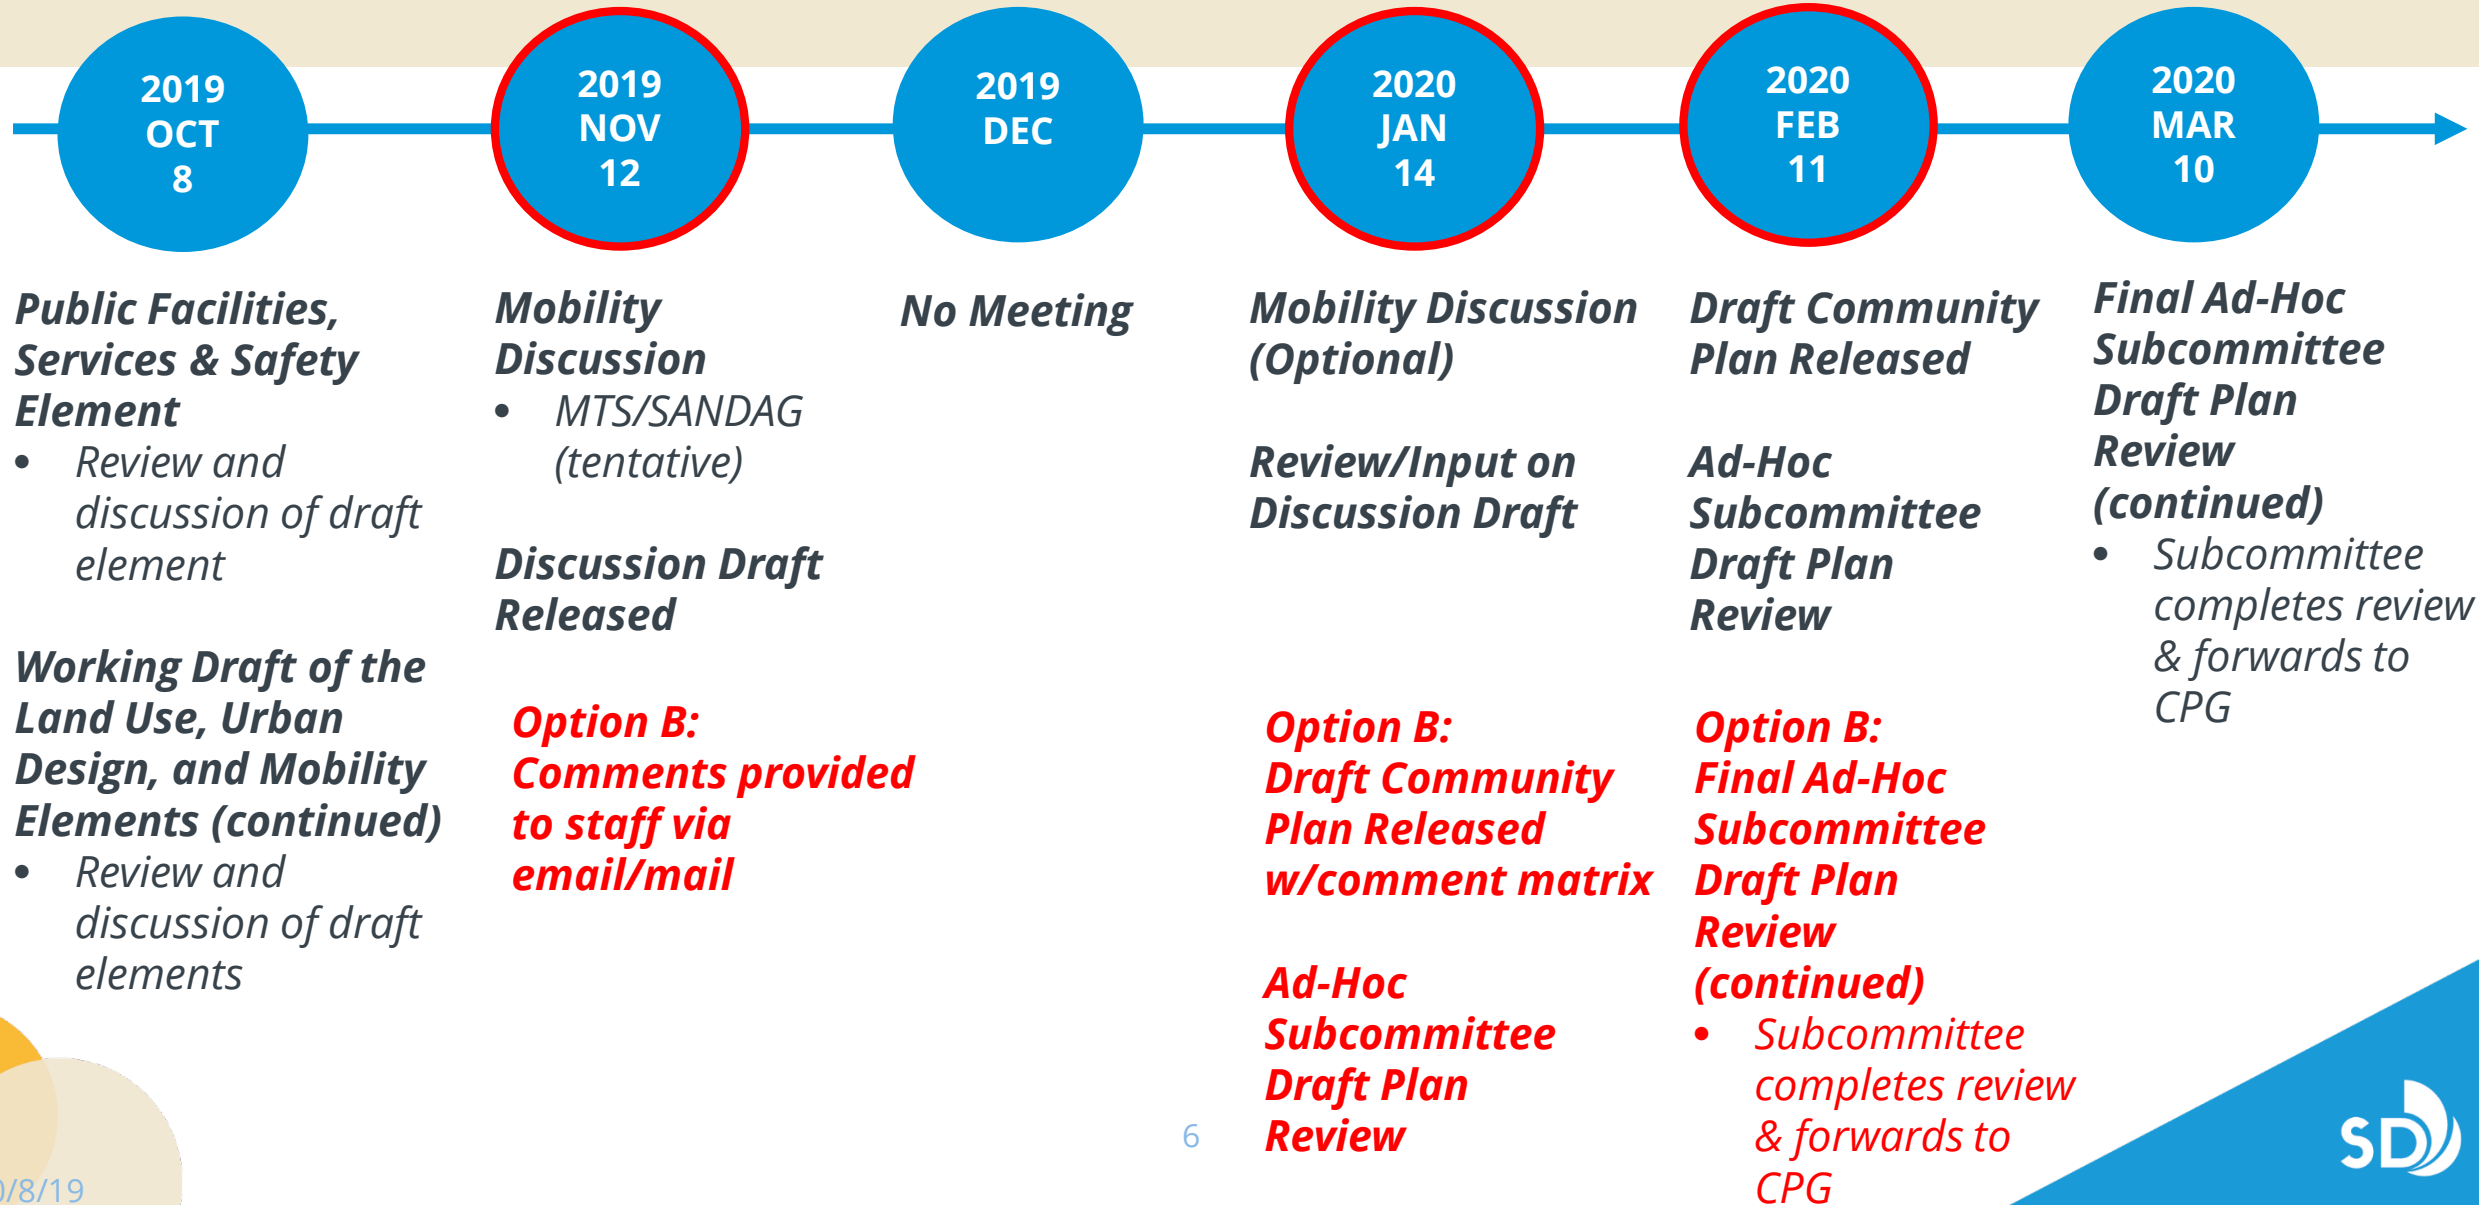 2019
OCT
8
2019
NOV
12
2019
DEC
2020
JAN
14
2020
FEB
11
2020
MAR
10
Public Facilities,
Services & Safety
Element
• Review and
discussion of draft
element
Working Draft of the
Land Use, Urban
Design, and Mobility
Elements (continued)
• Review and
discussion of draft
elements
Mobility
Discussion
• MTS/SANDAG
(tentative)
Discussion Draft
Released
Option B:
Comments provided
to staff via
email/mail
No Meeting
Mobility Discussion
(Optional)
Review/Input on
Discussion Draft
Option B:
Draft Community
Plan Released
w/comment matrix
Ad-Hoc
Subcommittee
Draft Plan
Review
Draft Community
Plan Released
Ad-Hoc
Subcommittee
Draft Plan
Review
Option B:
Final Ad-Hoc
Subcommittee
Draft Plan
Review
(continued)
• Subcommittee
completes review
& forwards to
CPG
Final Ad-Hoc
Subcommittee
Draft Plan
Review
(continued)
• Subcommittee
completes review
& forwards to
CPG
6
0/8/19
SD